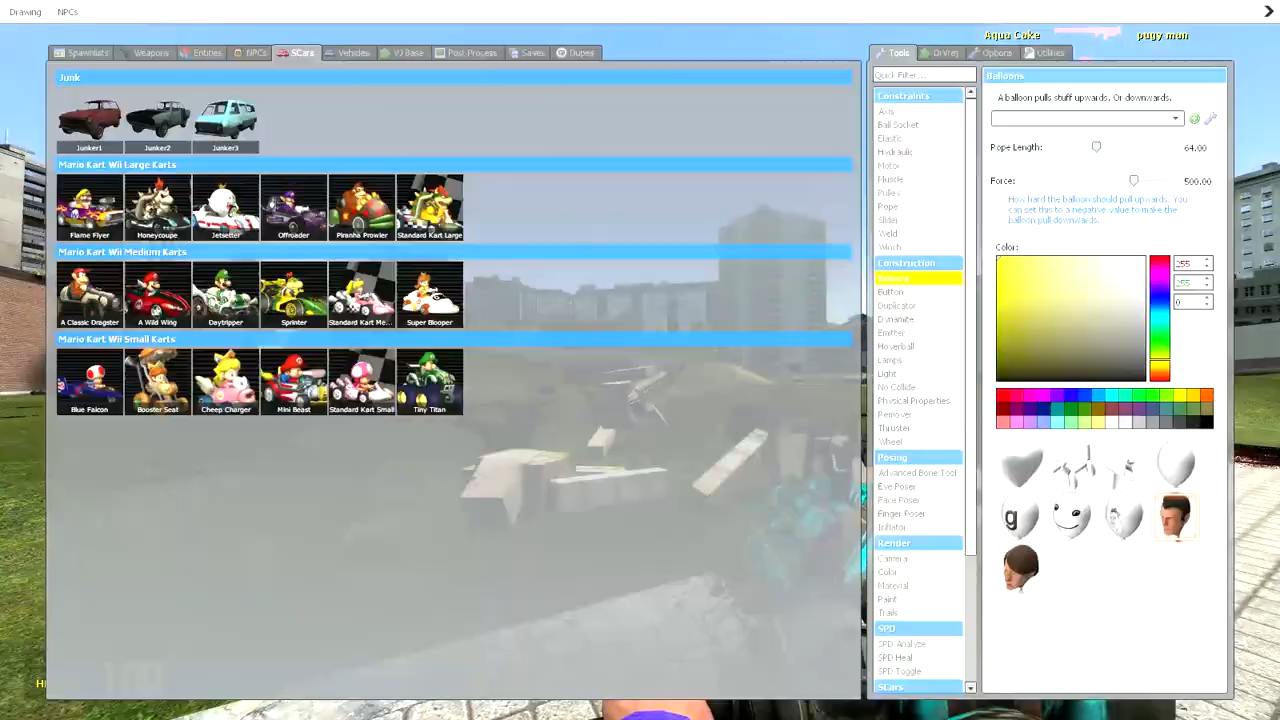 Drawing NPCs
Aqua Cake pugy man
Spawnlists Weapons Entities NPCs SCars Vehicles VJ Base Post Process Saves Dupes
Tools DrVrej Options Utilities
Junk
Junker1 Junker2 Junker3
Mario Kart Wii Large Karts
Flame Flyer Honeycoupe Jetsetter Offroader Piranha Prowler Standard Kart Large
Mario Kart Wii Medium Karts
A Classic Dragster A Wild Wing Daytripper Sprinter Standard Kart Me... Super Blooper
Mario Kart Wii Small Karts
Blue Falcon Booster Seat Cheep Charger Mini Beast Standard Kart Small Tiny Titan
Quick Filter...
Constraints
Axis
Ball Socket
Elastic
Hydraulic
Motor
Muscle
Pulley
Rope
Slider
Weld
Winch
Construction
Balloons
Button
Duplicator
Dynamite
Emitter
Hoverball
Lamps
Light
No Collide
Physical Properties
Remover
Thruster
Wheel
Posing
Advanced Bone Tool
Eye Poser
Face Poser
Finger Poser
Inflator
Render
Camera
Color
Material
Paint
Trails
SPD
SPD Analyze
SPD Heal
SPD Toggle
SCars
Balloons
A balloon pulls stuff upwards. Or downwards.
Rope Length: 64.00
Force: 500.00
How hard the balloon should pull upwards. You
can set this to a negative value to make the
balloon pull downwards.
Color:
255
255
0
g